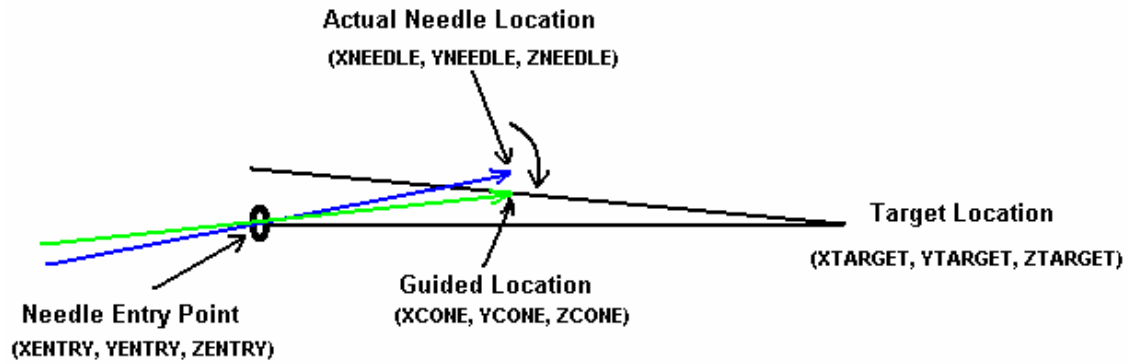 Actual Needle Location
(XNEEDLE, YNEEDLE, ZNEEDLE)
Target Location
(XTARGET, YTARGET, ZTARGET)
Guided Location
(XCONE, YCONE, ZCONE)
Needle Entry Point
(XENTRY, YENTRY, ZENTRY)